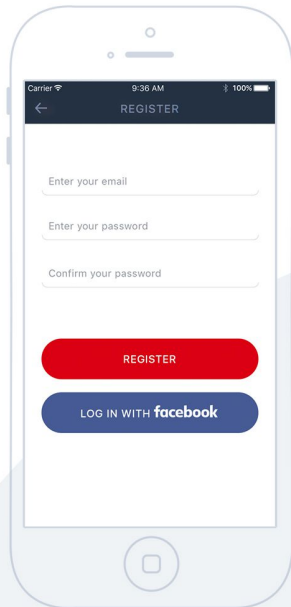 Carrier 9:36 AM 100%
REGISTER
Enter your email
Enter your password
Confirm your password
REGISTER
LOG IN WITH facebook